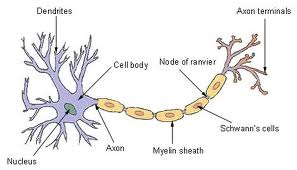 Dendrites
Axon terminals
Node of ranvier
Cell body
Schwann's cells
Axon
Myelin sheath
Nucleus